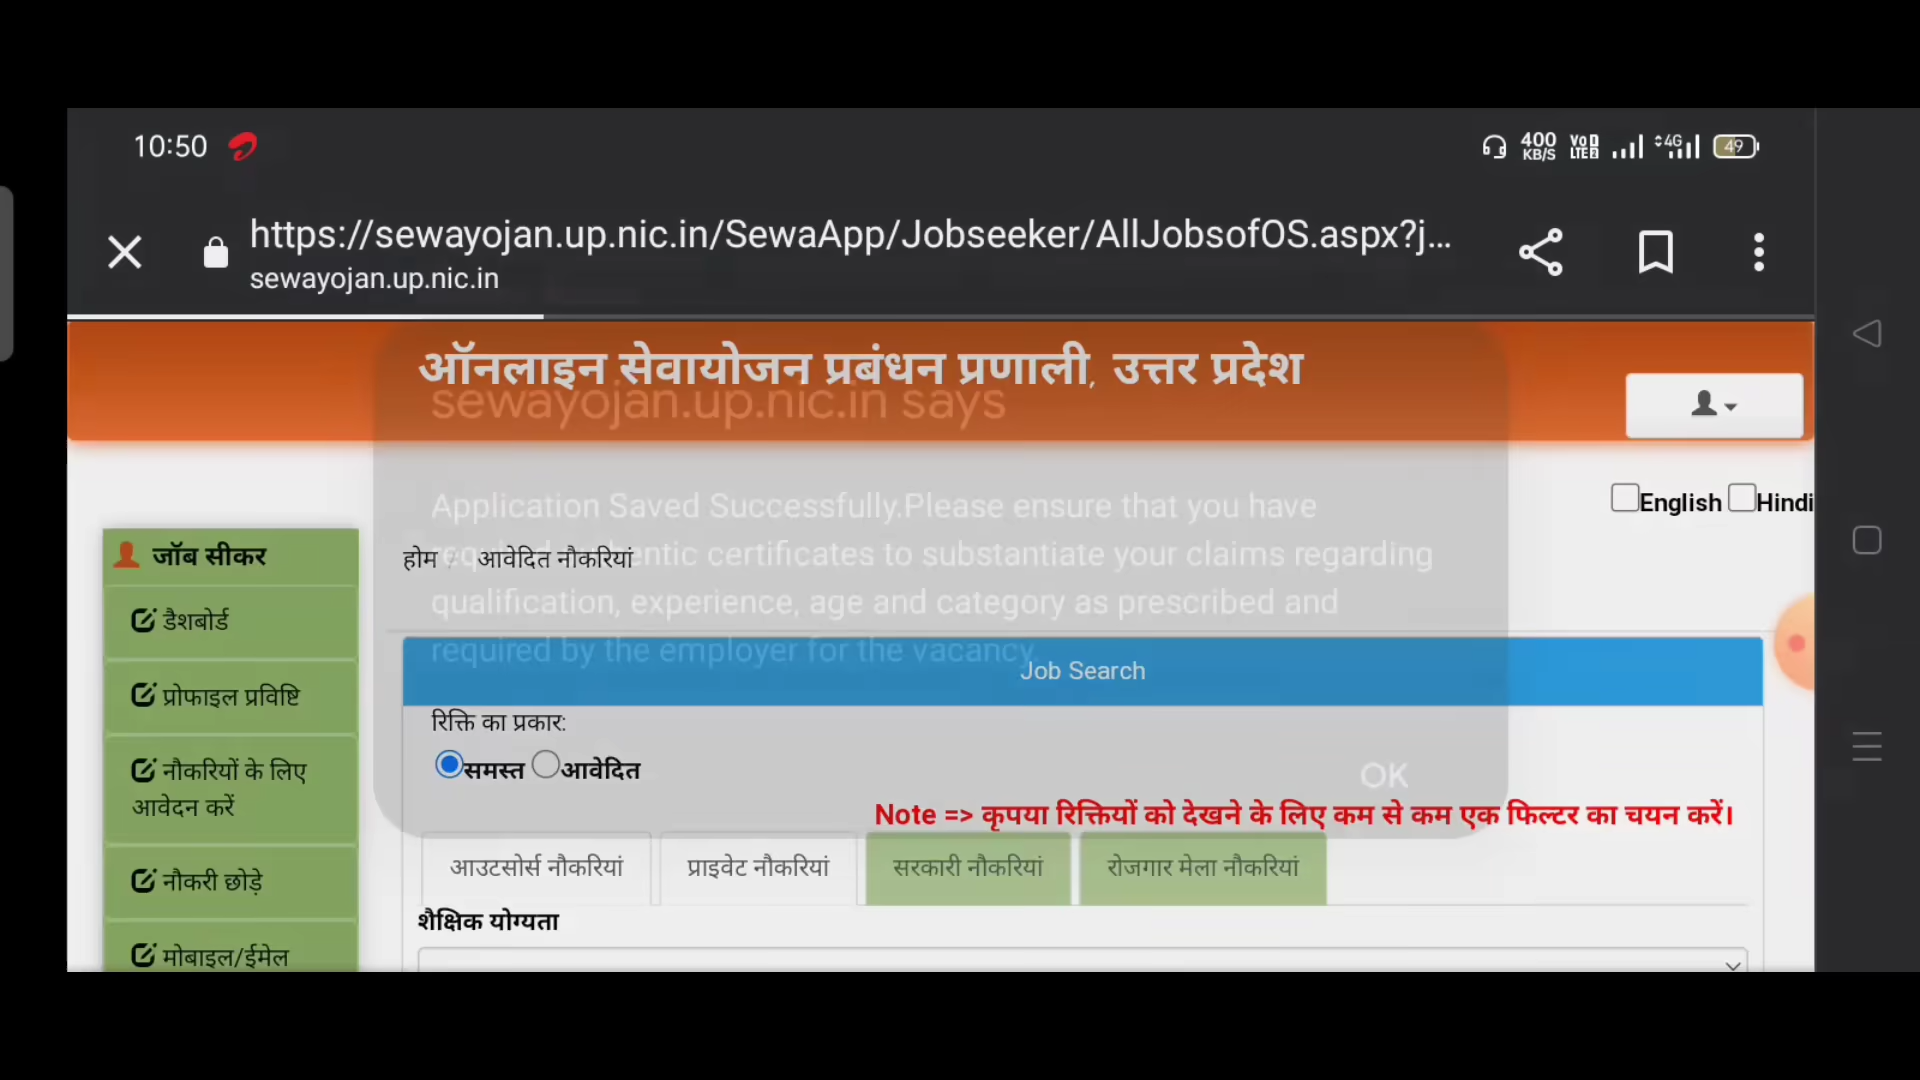 10:50
400
KB/S
VoD
LTE2
4G
49
https://sewayojan.up.nic.in/SewaApp/Jobseeker/AllJobsofOS.aspx?j...
sewayojan.up.nic.in
ऑनलाइन सेवायोजन प्रबंधन प्रणाली, उत्तर प्रदेश
sewayojan.up.nic.in says
Application Saved Successfully.Please ensure that you have
entic certificates to substantiate your claims regarding
qualification, experience, age and category as prescribed and
required by the employer for the vacancy.
OK
English Hindi
जॉब सीकर
डैशबोर्ड
प्रोफाइल प्रविष्टि
नौकरियों के लिए
आवेदन करें
नौकरी छोड़े
मोबाइल/ईमेल
होम / आवेदित नौकरियां
Job Search
रिक्ति का प्रकार:
समस्त आवेदित
Note => कृपया रिक्तियों को देखने के लिए कम से कम एक फिल्टर का चयन करें।
आउटसोर्स नौकरियां प्राइवेट नौकरियां सरकारी नौकरियां रोजगार मेला नौकरियां
शैक्षिक योग्यता